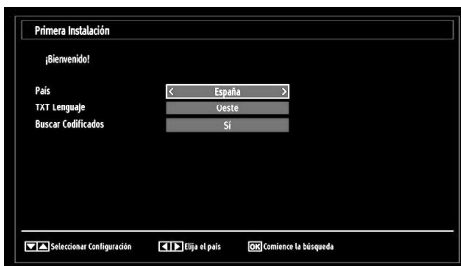 Primera Instalación
¡Bienvenido!
País < España >
TXT Lenguaje Oeste
Buscar Codificados Sí
Seleccionar Configuración Elija el país OK Comience la búsqueda